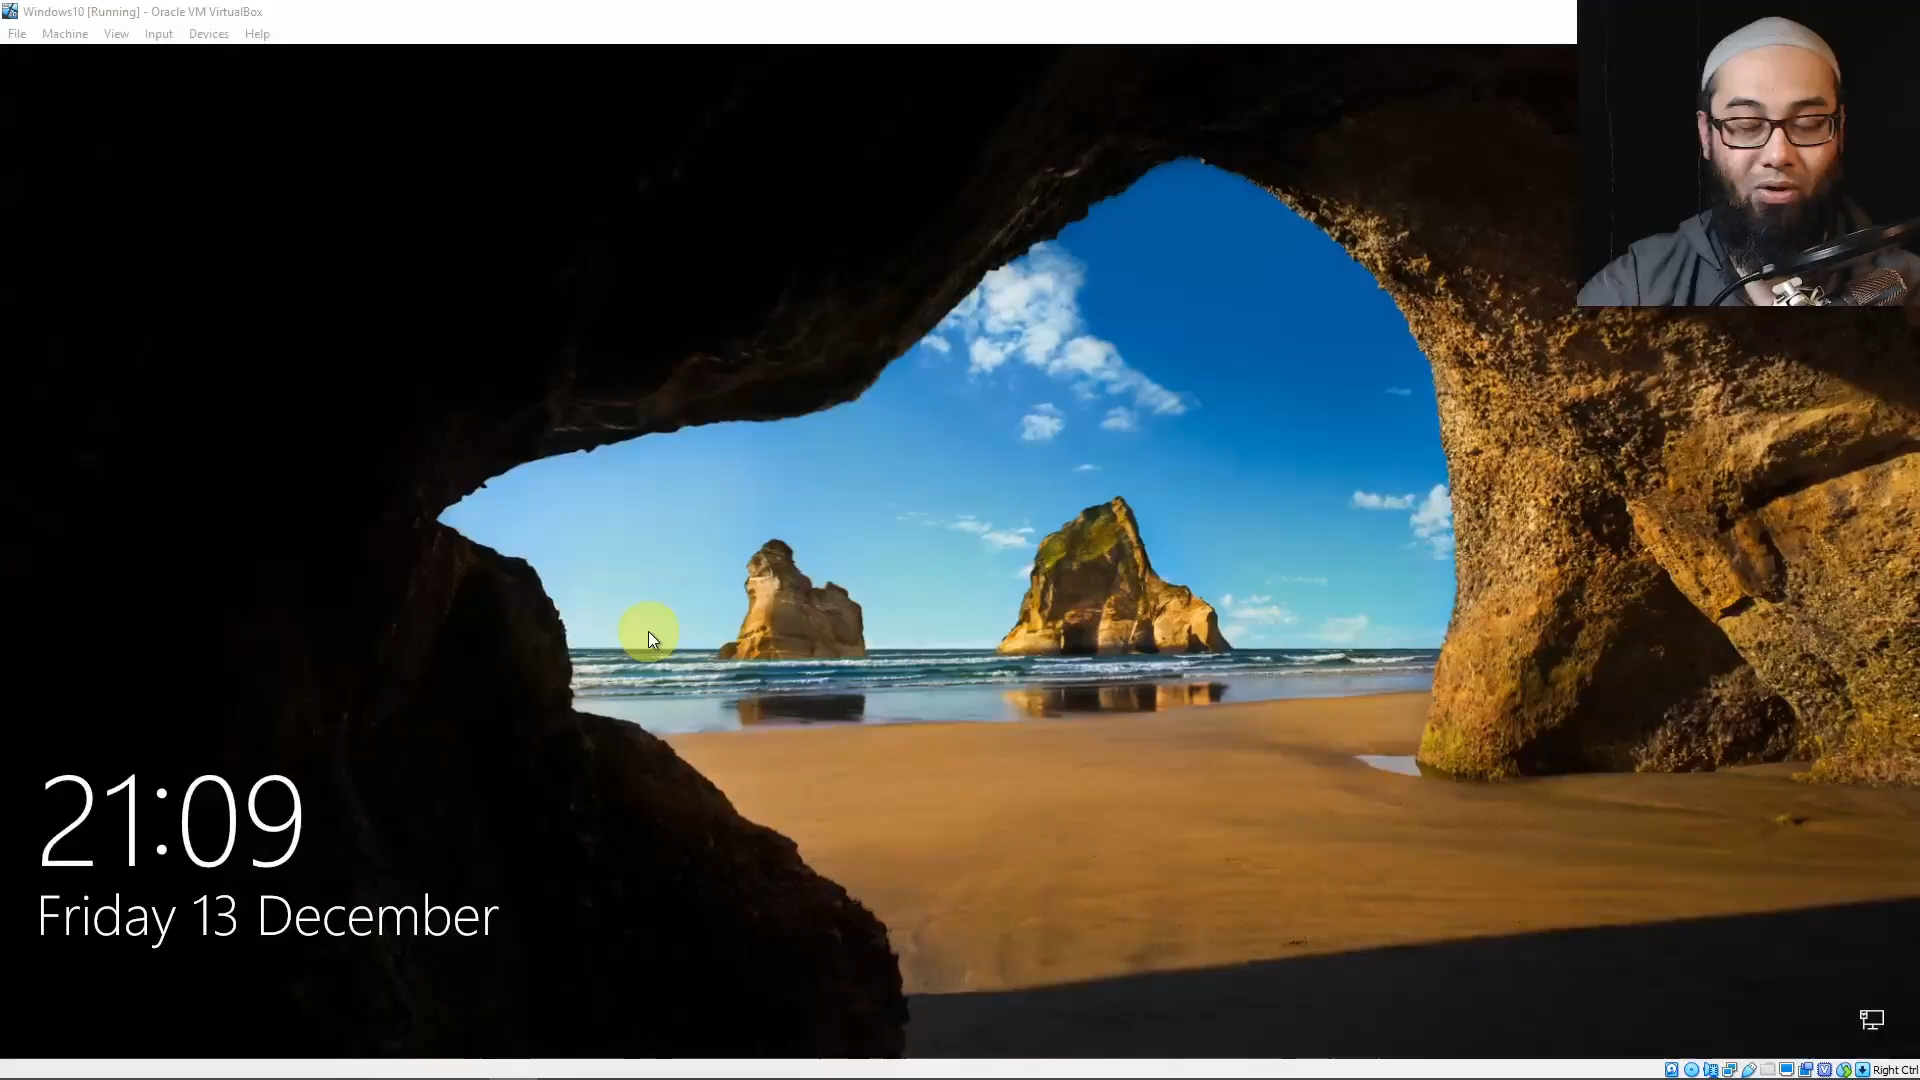 Windows10 [Running] - Oracle VM VirtualBox
File Machine View Input Devices Help
21:09
Friday 13 December
Right Ctrl